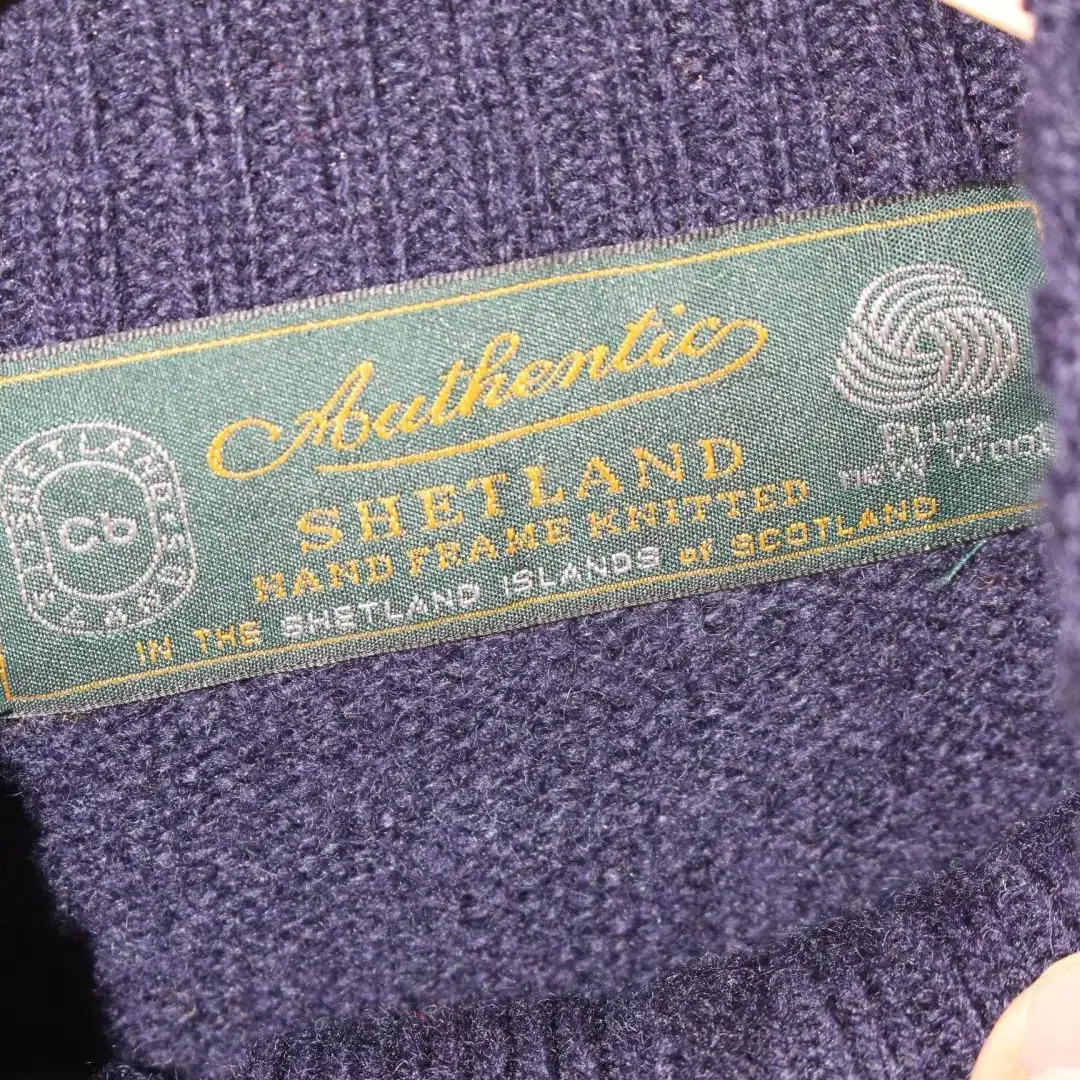 Authentic
SHETLAND
HAND FRAME KNITTED
IN THE SHETLAND ISLANDS of SCOTLAND
Cb
Pure
new Wool